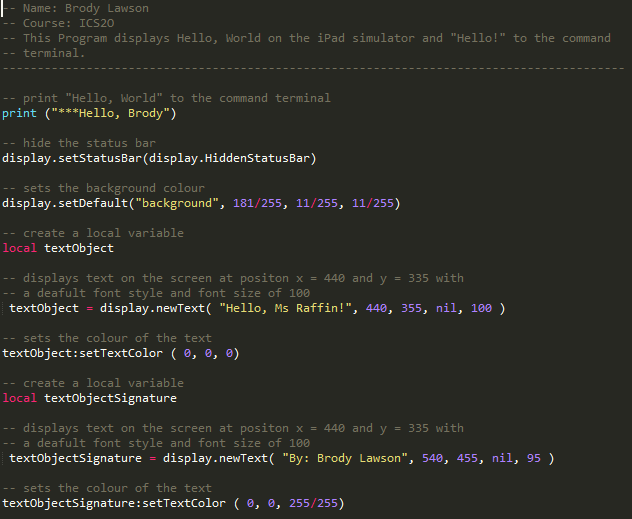 -- Name: Brody Lawson
-- Course: ICS2O
-- This Program displays Hello, World on the iPad simulator and "Hello!" to the command
-- terminal.
-----------------------------------------------------------------------------------------
-- print "Hello, World" to the command terminal
print ("***Hello, Brody")
-- hide the status bar
display.setStatusBar(display.HiddenStatusBar)
-- sets the background colour
display.setDefault("background", 181/255, 11/255, 11/255)
-- create a local variable
local textObject
-- displays text on the screen at positon x = 440 and y = 335 with
-- a deafult font style and font size of 100
textObject = display.newText( "Hello, Ms Raffin!", 440, 355, nil, 100 )
-- sets the colour of the text
textObject:setTextColor ( 0, 0, 0)
-- create a local variable
local textObjectSignature
-- displays text on the screen at positon x = 440 and y = 335 with
-- a deafult font style and font size of 100
textObjectSignature = display.newText( "By: Brody Lawson", 540, 455, nil, 95 )
-- sets the colour of the text
textObjectSignature:setTextColor ( 0, 0, 255/255)